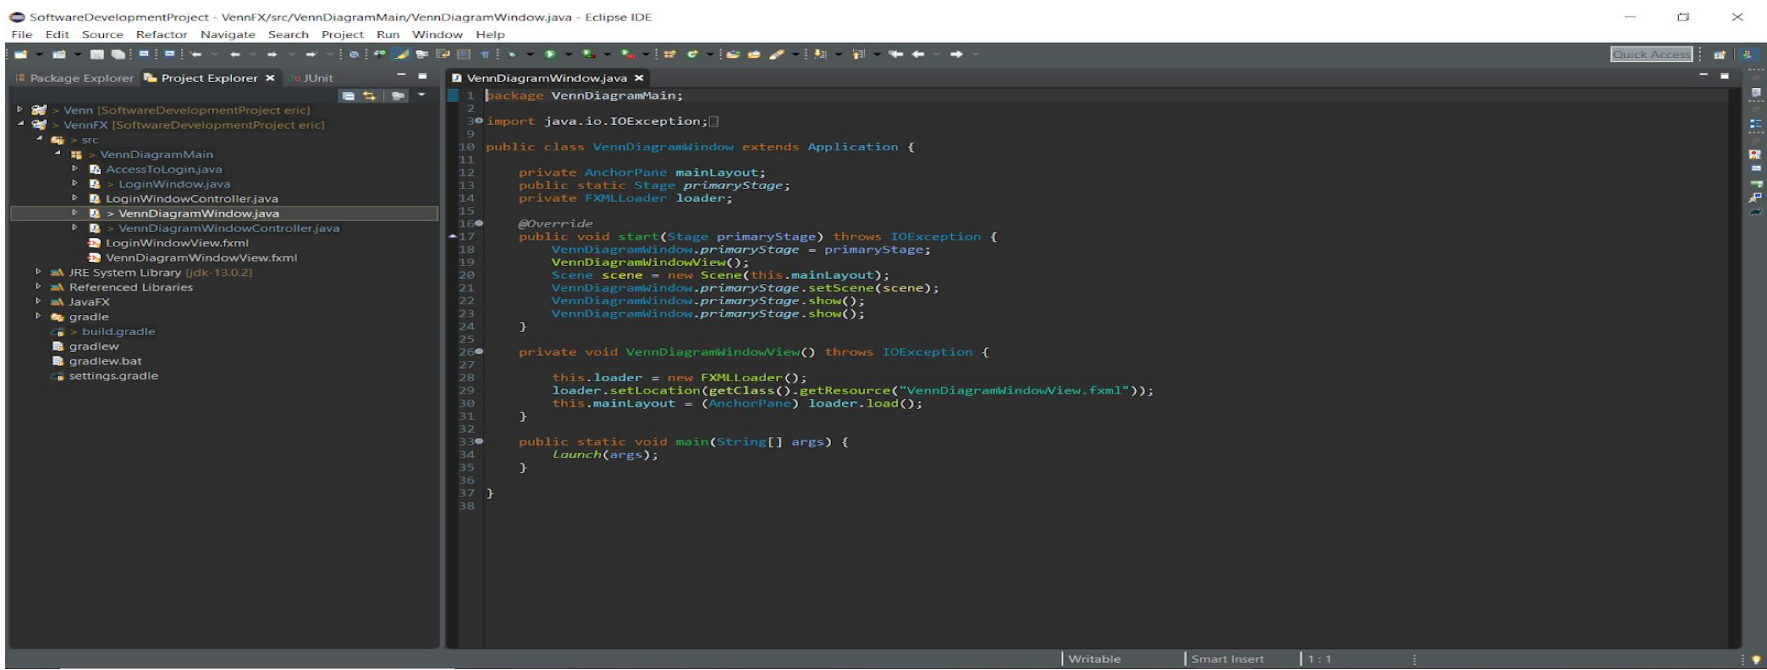 SoftwareDevelopmentProject - VennFX/src/VennDiagramMain/VennDiagramWindow.java - Eclipse IDE
File Edit Source Refactor Navigate Search Project Run Window Help
Quick Access
Package Explorer Project Explorer JUnit
VennDiagramWindow.java
> Venn [SoftwareDevelopmentProject eric]
> VennFX [SoftwareDevelopmentProject eric]
> src
> VennDiagramMain
AccessToLogin.java
> LoginWindow.java
LoginWindowController.java
> VennDiagramWindow.java
> VennDiagramWindowController.java
LoginWindowView.fxml
VennDiagramWindowView.fxml
JRE System Library [jdk-13.0.2]
Referenced Libraries
JavaFX
gradle
> build.gradle
gradlew
gradlew.bat
settings.gradle
1 package VennDiagramMain;
2
3 import java.io.IOException;
9
10 public class VennDiagramWindow extends Application {
11
12 private AnchorPane mainLayout;
13 public static Stage primaryStage;
14 private FXMLLoader loader;
15
16 @Override
17 public void start(Stage primaryStage) throws IOException {
18 VennDiagramWindow.primaryStage = primaryStage;
19 VennDiagramWindowView();
20 Scene scene = new Scene(this.mainLayout);
21 VennDiagramWindow.primaryStage.setScene(scene);
22 VennDiagramWindow.primaryStage.show();
23 VennDiagramWindow.primaryStage.show();
24 }
25
26 private void VennDiagramWindowView() throws IOException {
27
28 this.loader = new FXMLLoader();
29 loader.setLocation(getClass().getResource("VennDiagramWindowView.fxml"));
30 this.mainLayout = (AnchorPane) loader.load();
31 }
32
33 public static void main(String[] args) {
34 launch(args);
35 }
36
37 }
38
Writable Smart Insert 1 : 1